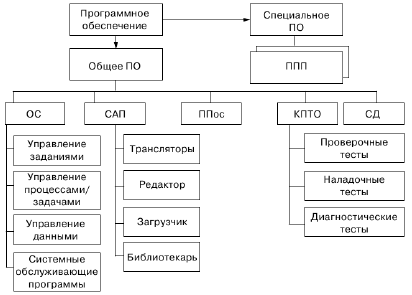 Программное
обеспечение
Специальное
ПО
Общее ПО
ППП
ОС
САП
ППос
КПТО
СД
Управление
заданиями
Управление
процессами/
задачами
Управление
данными
Системные
обслуживающие
программы
Трансляторы
Редактор
Загрузчик
Библиотекарь
Проверочные
тесты
Наладочные
тесты
Диагностические
тесты